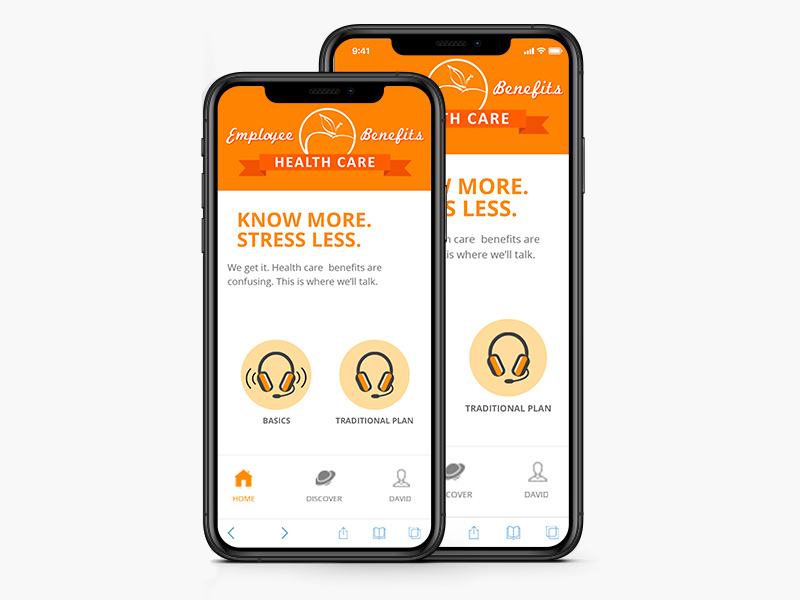 Employee Benefits
HEALTH CARE
KNOW MORE.
STRESS LESS.
We get it. Health care  benefits are
confusing. This is where we'll talk.
BASICS
TRADITIONAL PLAN
HOME
DISCOVER
DAVID
9:41
Benefits
TH CARE
MORE.
S LESS.
h care  benefits are
is where we'll talk.
TRADITIONAL PLAN
COVER
DAVID